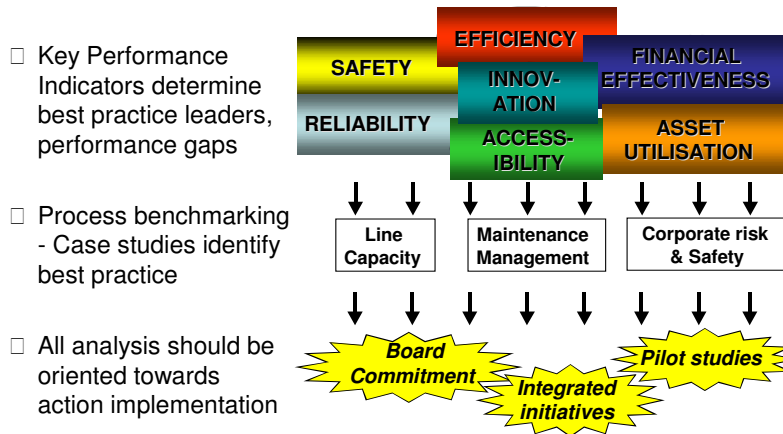 □ Key Performance
Indicators determine
best practice leaders,
performance gaps
□ Process benchmarking
- Case studies identify
best practice
□ All analysis should be
oriented towards
action implementation
EFFICIENCY
SAFETY
FINANCIAL
EFFECTIVENESS
INNOV-
ATION
RELIABILITY
ACCESS-
IBILITY
ASSET
UTILISATION
Line
Capacity
Maintenance
Management
Corporate risk
& Safety
Board
Commitment
Integrated
initiatives
Pilot studies